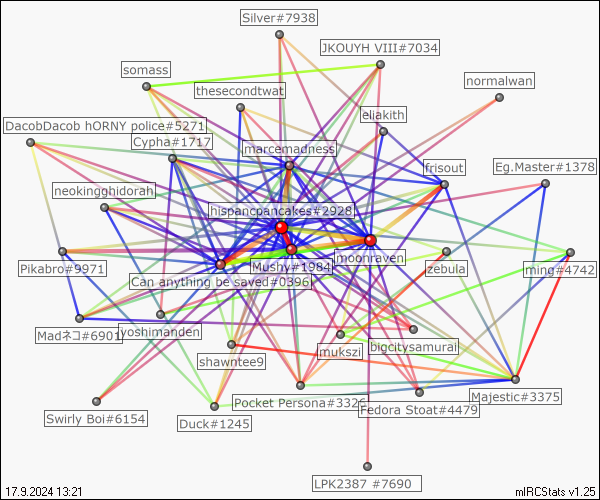 Silver#7938
JKOUYH VIII#7034
somass
normalwan
thesecondtwat
eliakith
DacobDacob hORNY police#5271
Cypha#1717
marcemadness
frisout
Eg.Master#1378
neokingghidorah
hispancpancakes#2928
Pikabro#9971
Mushy#1984
moonraven
zebula
ming#4742
Can anything be saved#0396
Madネコ#6901
yoshimanden
bigcitysamurai
mukszi
shawntee9
Majestic#3375
Pocket Persona#3326
Fedora Stoat#4479
Swirly Boi#6154
Duck#1245
LPK2387 #7690
17.9.2024 13:21
mIRCStats v1.25